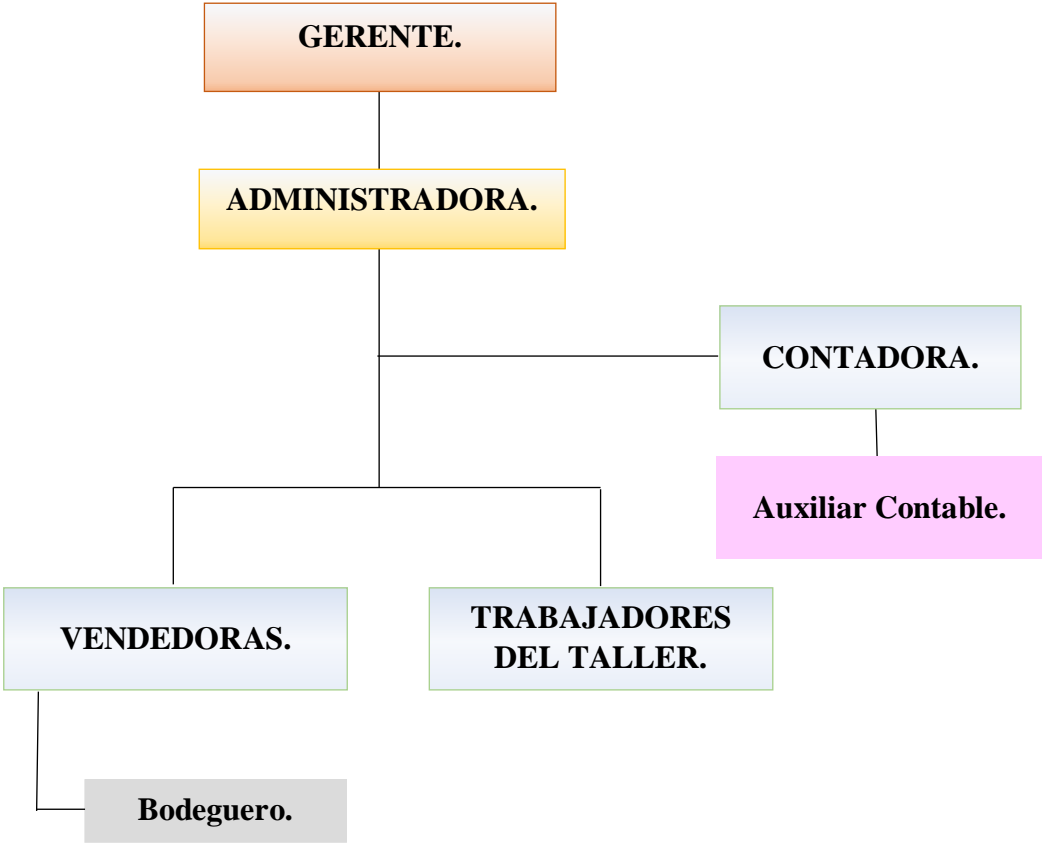 GERENTE.
ADMINISTRADORA.
CONTADORA.
Auxiliar Contable.
VENDEDORAS.
TRABAJADORES
DEL TALLER.
Bodeguero.